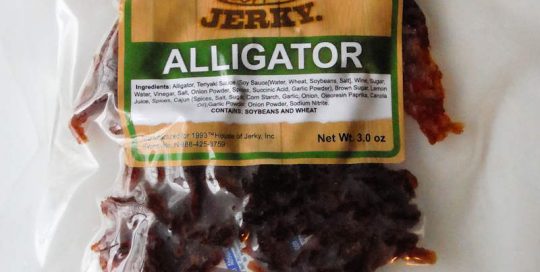 JERKY.
ALLIGATOR
Ingredients: Alligator, Teriyaki Sauce [Soy Sauce(Water, Wheat, Soybeans, Salt), Wine, Sugar,
Water, Vinegar, Salt, Onion Powder, Spices, Succinic Acid, Garlic Powder), Brown Sugar, Lemon
Juice, Spices, Cajun (Spices, Salt, Sugar, Corn Starch, Garlic, Onion, Oleoresin Paprika, Canola
Oil),Garlic Powder, Onion Powder, Sodium Nitrite.
CONTAINS: SOYBEANS AND WHEAT
for 1993™House of Jerky, Inc.
Net Wt. 3.0 oz